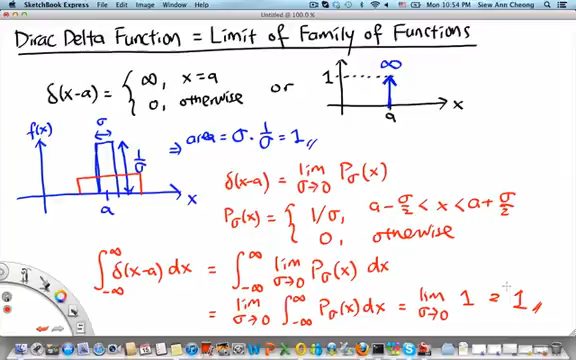 SketchBook Express File Edit Image Window Help Mon 10:54 PM Siew Ann Cheong
Untitled @ 100.0 %
Dirac Delta Function = Limit of Family of Functions
δ(x-a) = { ∞, x=a
0, otherwise
or
∞
1
a
x
f(x)
σ
1/σ
a
x
⇒ area = σ · 1/σ = 1
δ(x-a) = lim σ→0 Pσ(x)
Pσ(x) = { 1/σ, a - σ/2 < x < a + σ/2
0, otherwise
∫-∞^∞ δ(x-a) dx = ∫-∞^∞ lim σ→0 Pσ(x) dx
= lim σ→0 ∫-∞^∞ Pσ(x) dx = lim σ→0 1 = 1